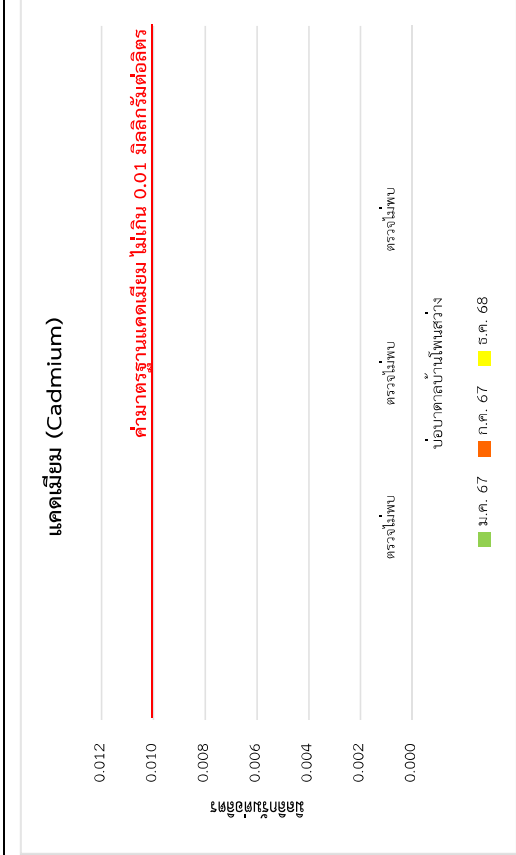 แคดเมียม (Cadmium)
มิลลิกรัมต่อลิตร
0.012
0.010
0.008
0.006
0.004
0.002
0.000
ค่ามาตรฐานแคดเมียม ไม่เกิน 0.01 มิลลิกรัมต่อลิตร
ตรวจไม่พบ
ตรวจไม่พบ
ตรวจไม่พบ
บ่อบาดาลบ้านโพนสว่าง
ม.ค. 67
ก.ค. 67
ธ.ค. 68